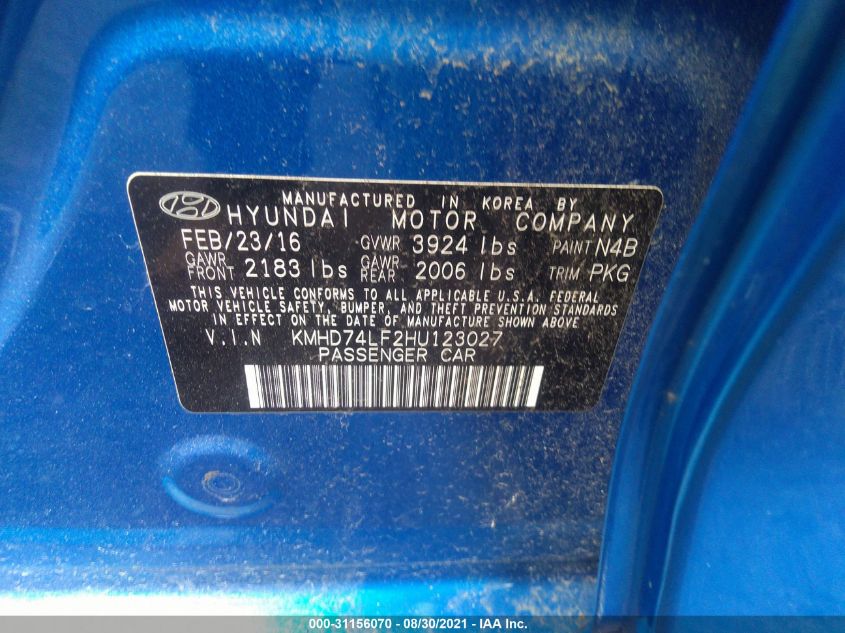 MANUFACTURED IN KOREA BY
HYUNDAI MOTOR COMPANY
FEB/23/16 GVWR 3924 lbs PAINT N4B
GAWR FRONT 2183 lbs GAWR REAR 2006 lbs TRIM PKG
THIS VEHICLE CONFORMS TO ALL APPLICABLE U.S.A. FEDERAL
MOTOR VEHICLE SAFETY, BUMPER, AND THEFT PREVENTION STANDARDS
IN EFFECT ON THE DATE OF MANUFACTURE SHOWN ABOVE
V.I.N KMHD74LF2HU123027
PASSENGER CAR
000-31156070 - 08/30/2021 - IAA Inc.